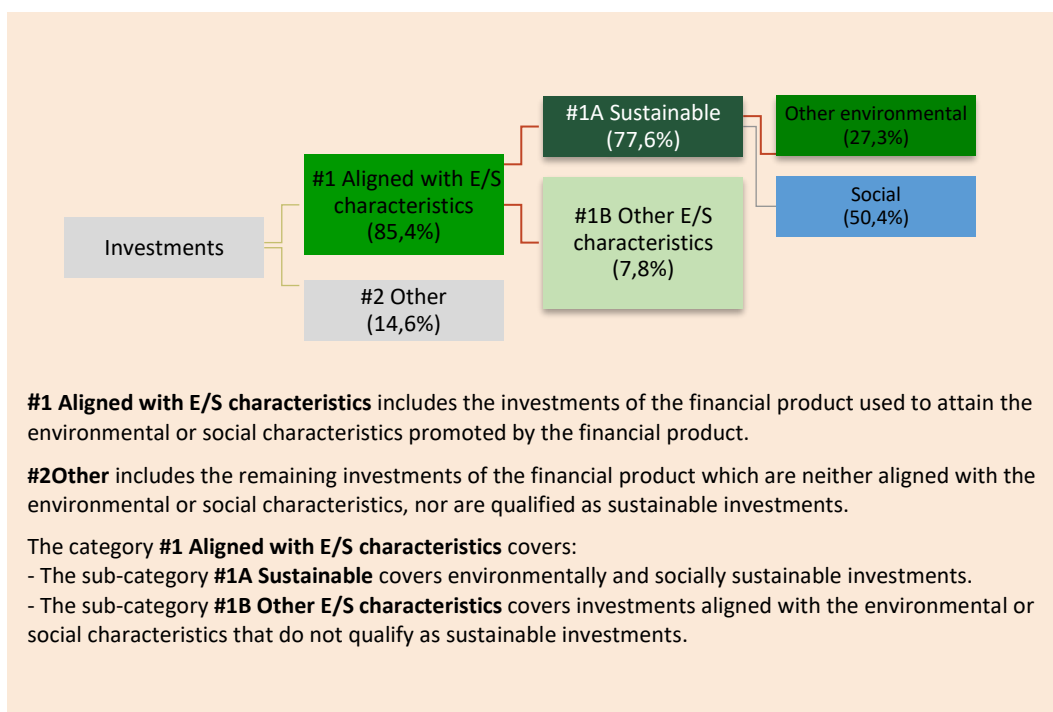 #1A Sustainable
(77,6%)
Other environmental
(27,3%)
#1 Aligned with E/S
characteristics
(85,4%)
Social
(50,4%)
#1B Other E/S
characteristics
(7,8%)
Investments
#2 Other
(14,6%)
#1 Aligned with E/S characteristics includes the investments of the financial product used to attain the
environmental or social characteristics promoted by the financial product.
#2Other includes the remaining investments of the financial product which are neither aligned with the
environmental or social characteristics, nor are qualified as sustainable investments.
The category #1 Aligned with E/S characteristics covers:
- The sub-category #1A Sustainable covers environmentally and socially sustainable investments.
- The sub-category #1B Other E/S characteristics covers investments aligned with the environmental or
social characteristics that do not qualify as sustainable investments.